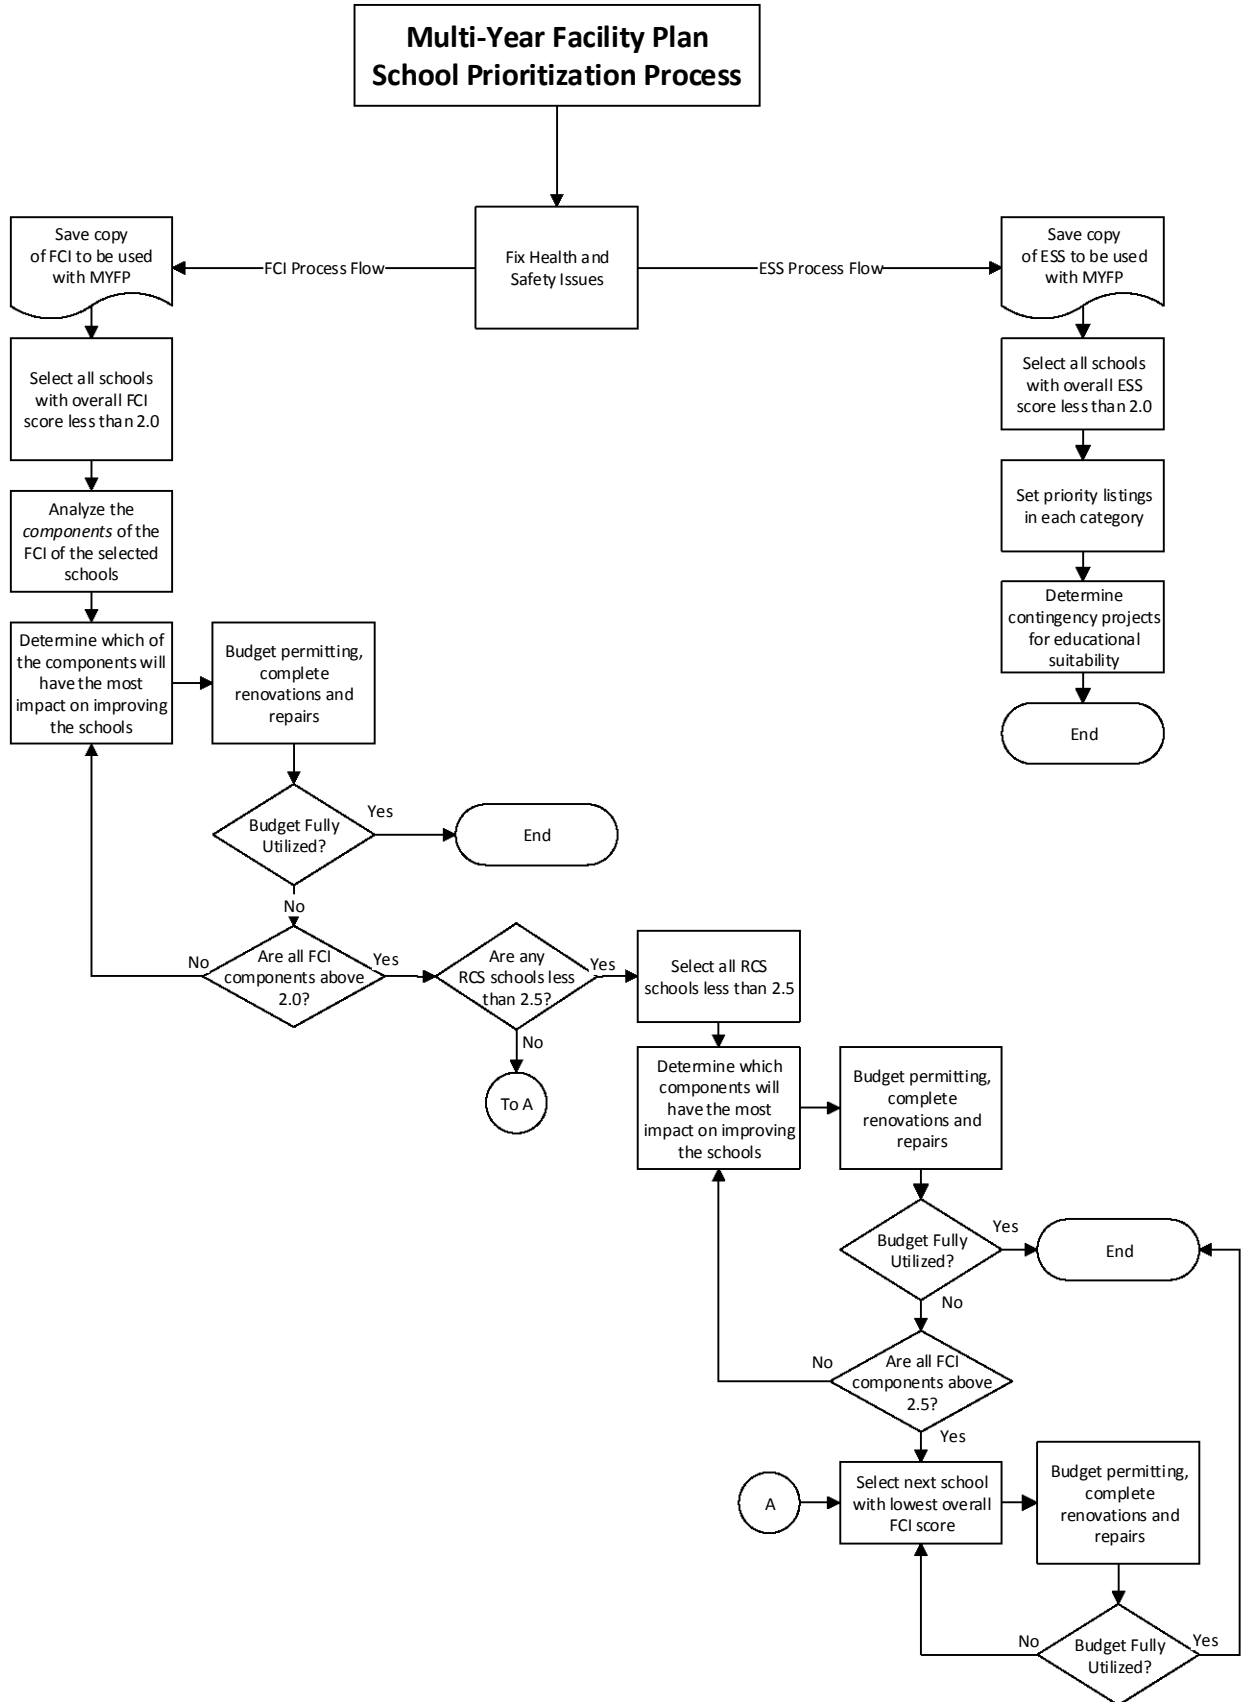 Multi-Year Facility Plan
School Prioritization Process
Save copy
of FCI to be used
with MYFP
FCI Process Flow
Fix Health and
Safety Issues
ESS Process Flow
Save copy
of ESS to be used
with MYFP
Select all schools
with overall FCI
score less than 2.0
Select all schools
with overall ESS
score less than 2.0
Analyze the
components of the
FCI of the selected
schools
Set priority listings
in each category
Determine which of
the components will
have the most
impact on improving
the schools
Budget permitting,
complete
renovations and
repairs
Determine
contingency projects
for educational
suitability
End
Budget Fully
Utilized?
Yes
End
No
Are all FCI
components above
2.0?
No
Yes
Are any
RCS schools less
than 2.5?
Yes
Select all RCS
schools less than 2.5
No
To A
Determine which
components will
have the most
impact on improving
the schools
Budget permitting,
complete
renovations and
repairs
Budget Fully
Utilized?
Yes
End
No
Are all FCI
components above
2.5?
No
Yes
A
Select next school
with lowest overall
FCI score
Budget permitting,
complete
renovations and
repairs
No
Budget Fully
Utilized?
Yes